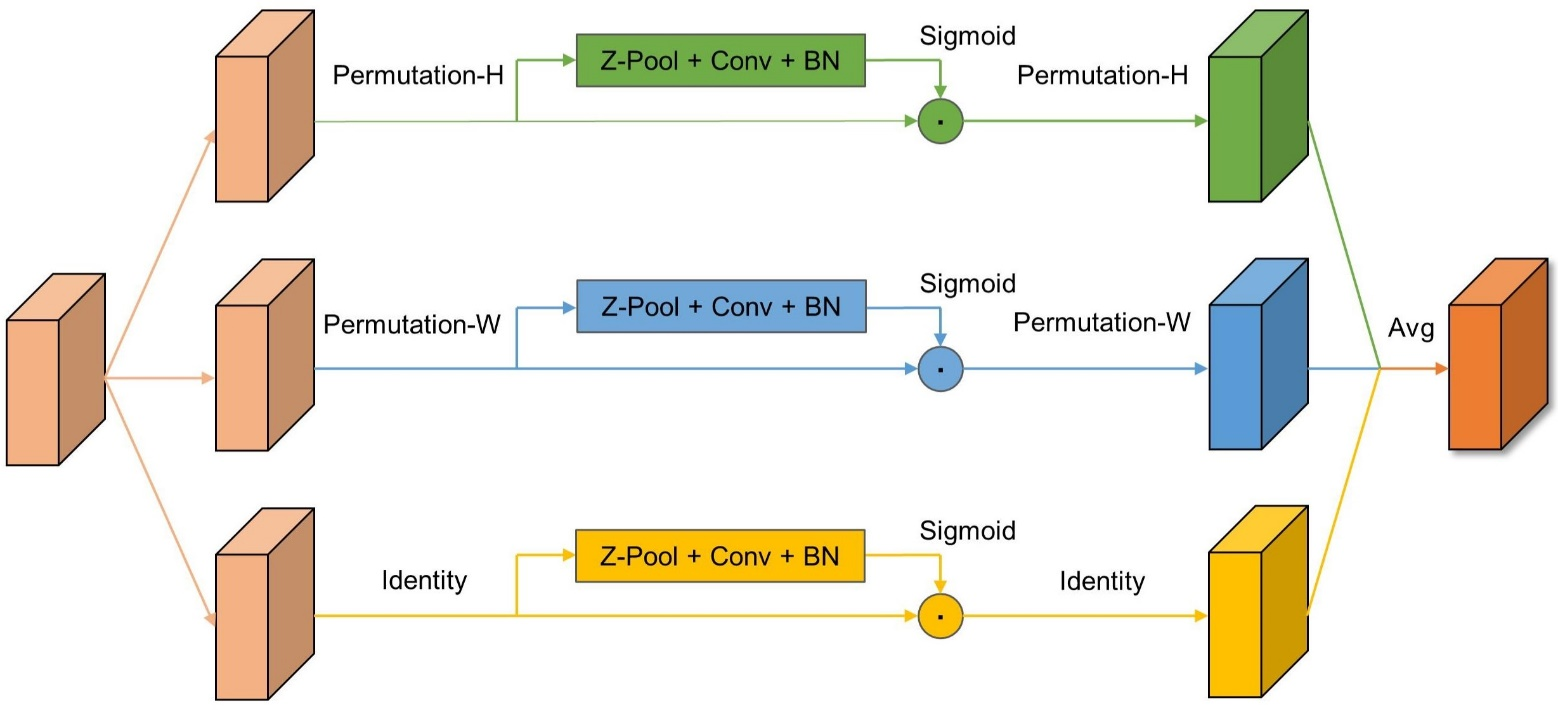 Permutation-H
Z-Pool + Conv + BN
Sigmoid
Permutation-H
Permutation-W
Z-Pool + Conv + BN
Sigmoid
Permutation-W
Avg
Identity
Z-Pool + Conv + BN
Sigmoid
Identity